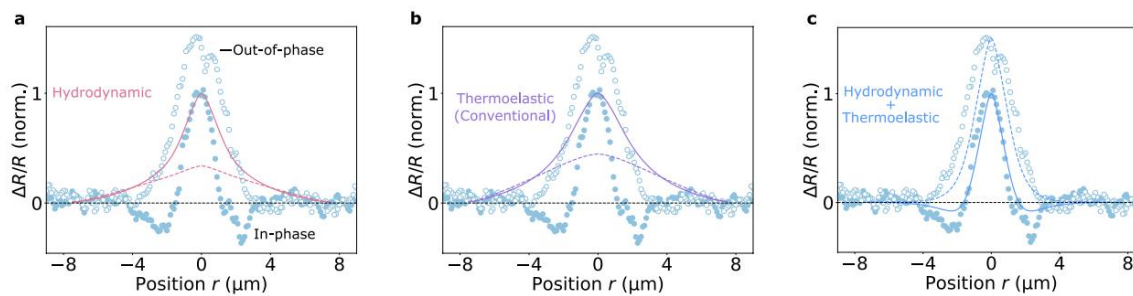 a
ΔR/R (norm.)
1
0
Out-of-phase
Hydrodynamic
In-phase
−8 −4 0 4 8
Position r (μm)
b
ΔR/R (norm.)
1
0
Thermoelastic
(Conventional)
−8 −4 0 4 8
Position r (μm)
c
ΔR/R (norm.)
1
0
Hydrodynamic
+
Thermoelastic
−8 −4 0 4 8
Position r (μm)